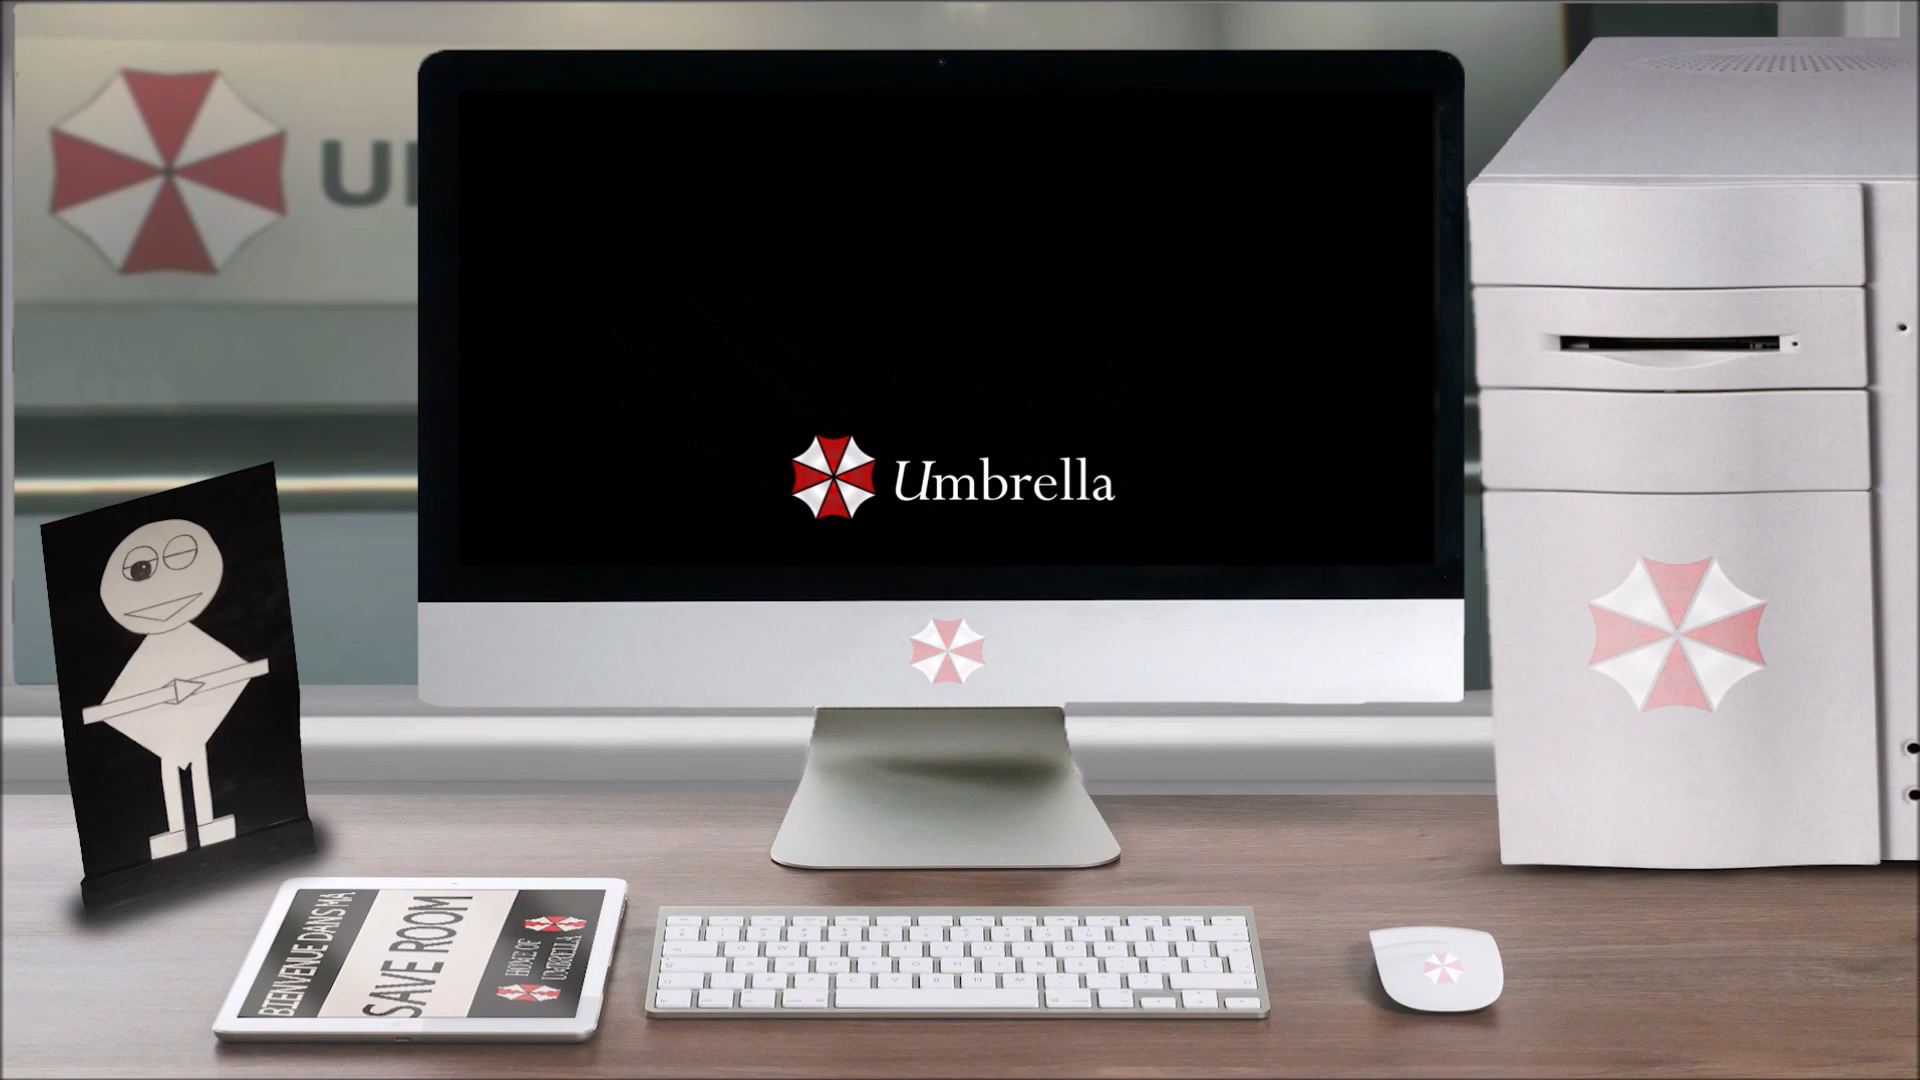 U
Umbrella
BIENVENUE DANS MA
SAVE ROOM
HOME OF
UMBRELLA